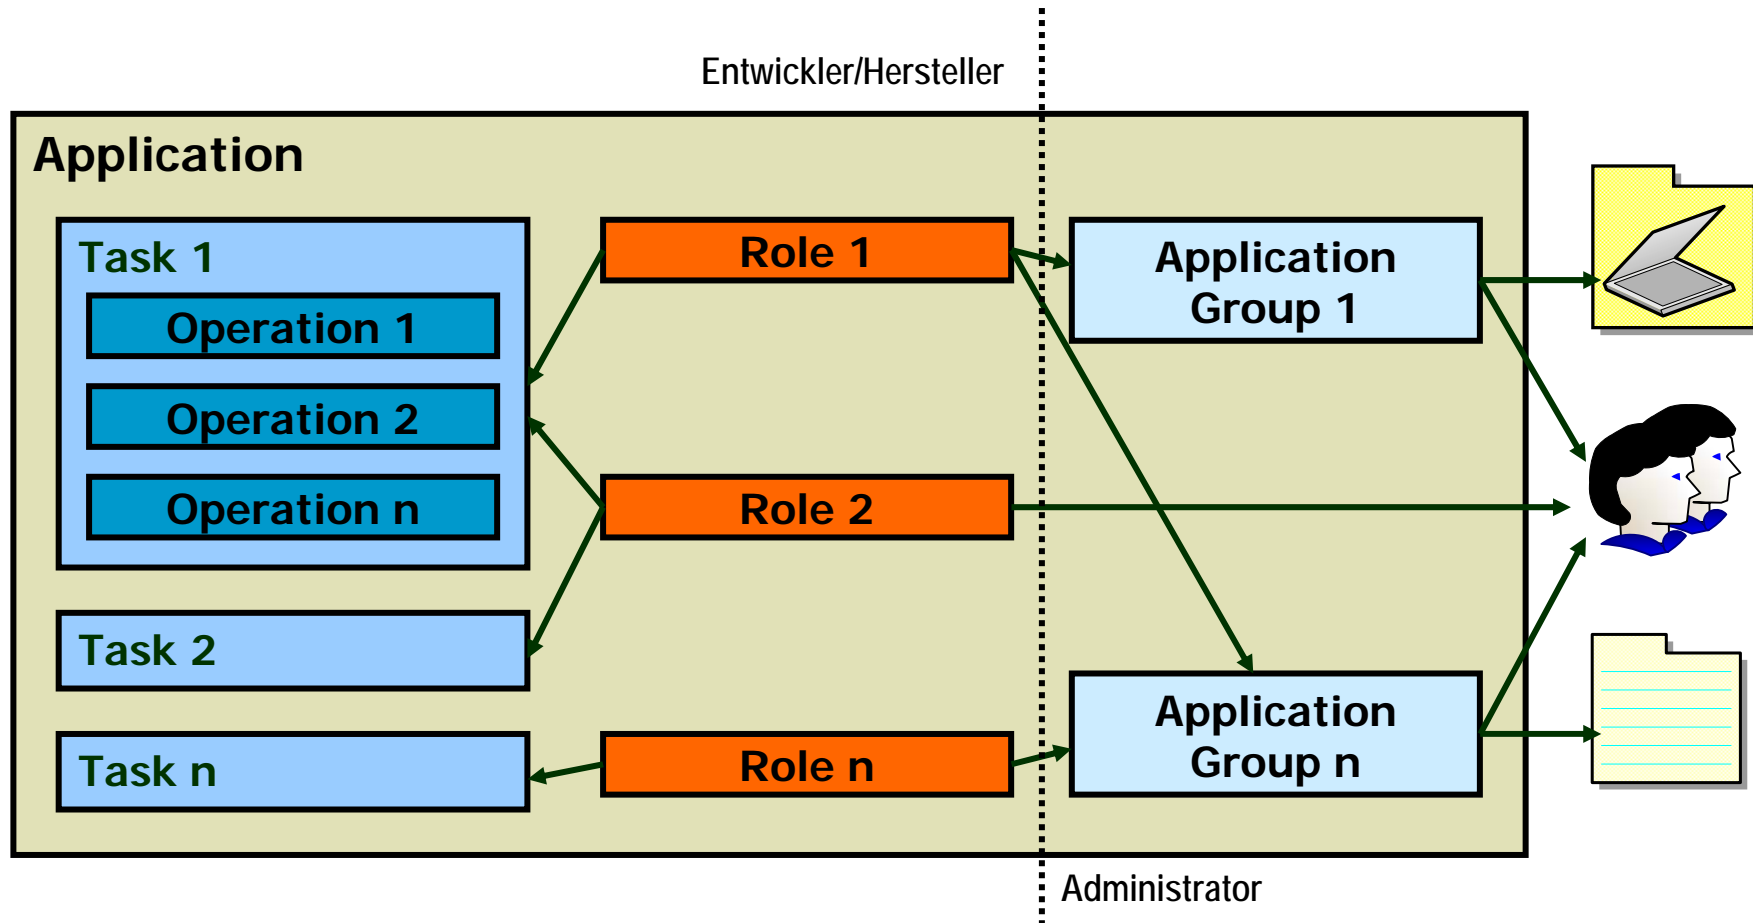 Entwickler/Hersteller
Application
Task 1
Operation 1
Operation 2
Operation n
Task 2
Task n
Role 1
Role 2
Role n
Application
Group 1
Application
Group n
Administrator